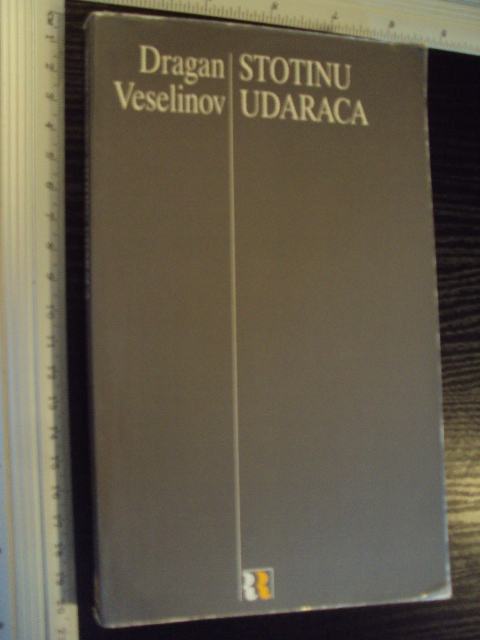 Dragan
Veselinov
STOTINU
UDARACA